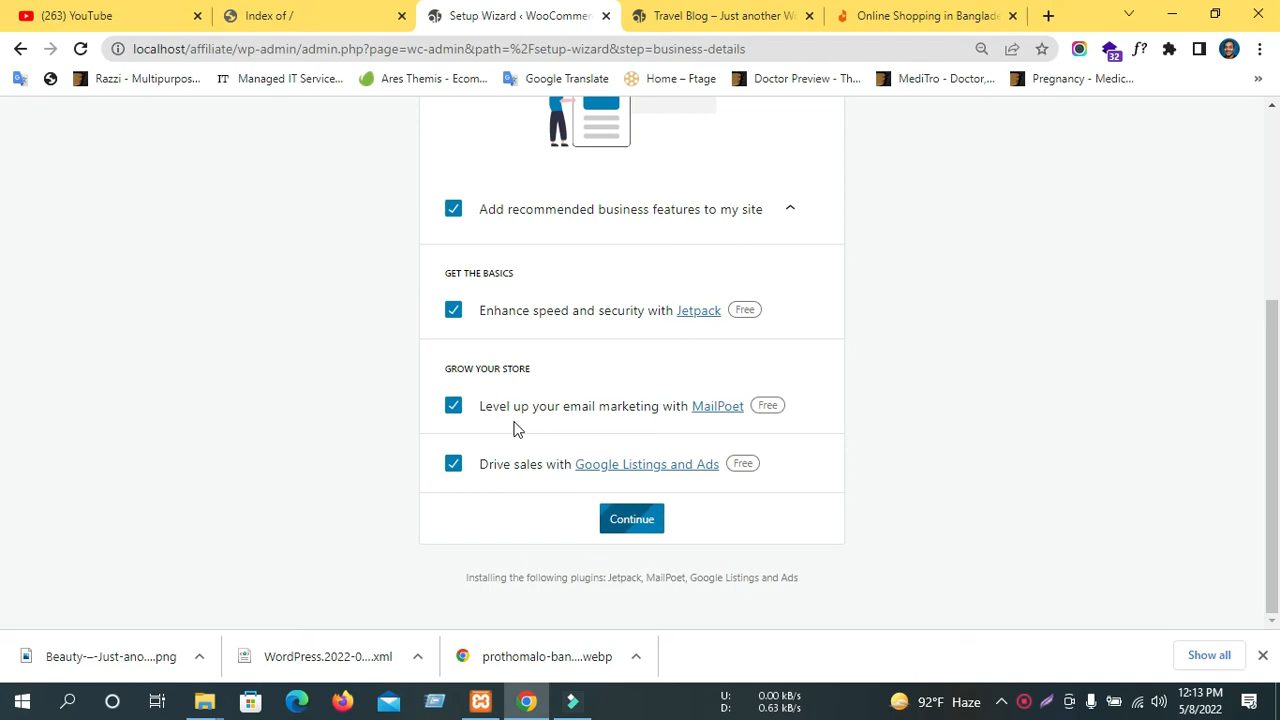 (263) YouTube
Index of /
Setup Wizard ‹ WooCommer
Travel Blog – Just another W
Online Shopping in Banglade
localhost/affiliate/wp-admin/admin.php?page=wc-admin&path=%2Fsetup-wizard&step=business-details
32
f?
Razzi - Multipurpos...
IT Managed IT Service...
Ares Themis - Ecom...
Google Translate
Home – Ftage
Doctor Preview - Th...
MediTro - Doctor,...
Pregnancy - Medic...
»
Add recommended business features to my site
GET THE BASICS
Enhance speed and security with Jetpack Free
GROW YOUR STORE
Level up your email marketing with MailPoet Free
Drive sales with Google Listings and Ads Free
Continue
Installing the following plugins: Jetpack, MailPoet, Google Listings and Ads
Beauty-–-Just-ano....png
WordPress.2022-0....xml
prothomalo-ban....webp
Show all
U: 0.00 kB/s
D: 0.63 kB/s
92°F Haze
12:13 PM
5/8/2022